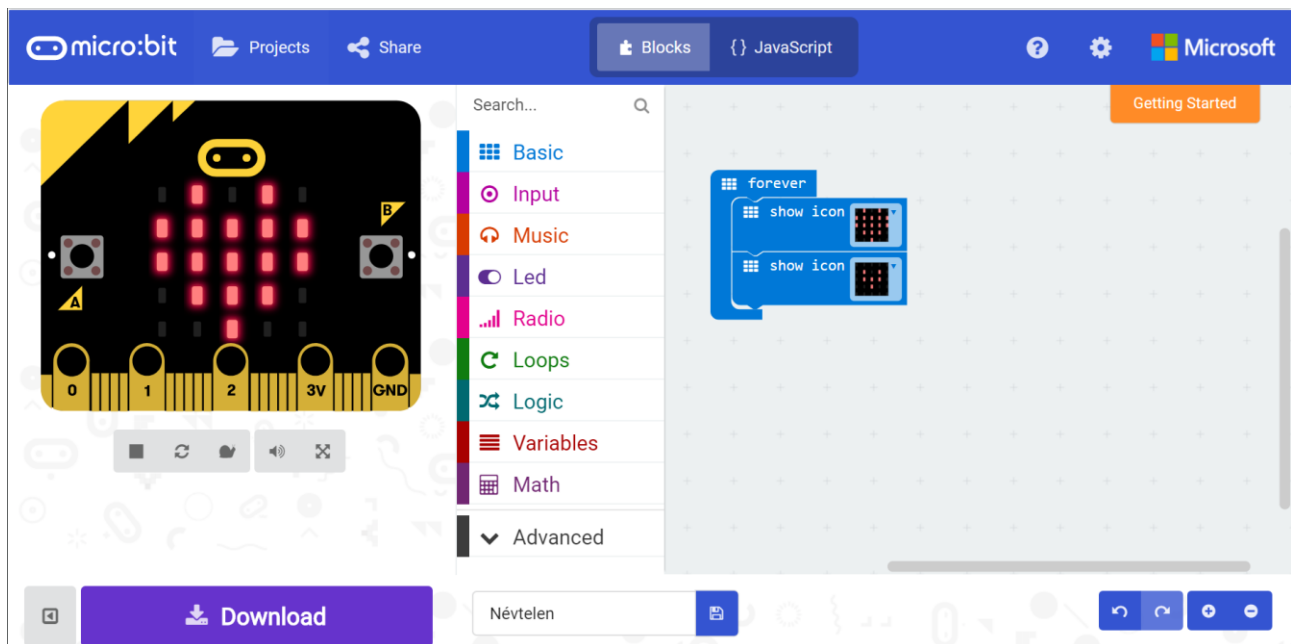 micro:bit
Projects
Share
Blocks
{} JavaScript
Microsoft
B
A
0
1
2
3V
GND
Search...
Basic
Input
Music
Led
Radio
Loops
Logic
Variables
Math
Advanced
Getting Started
forever
show icon
show icon
Download
Névtelen